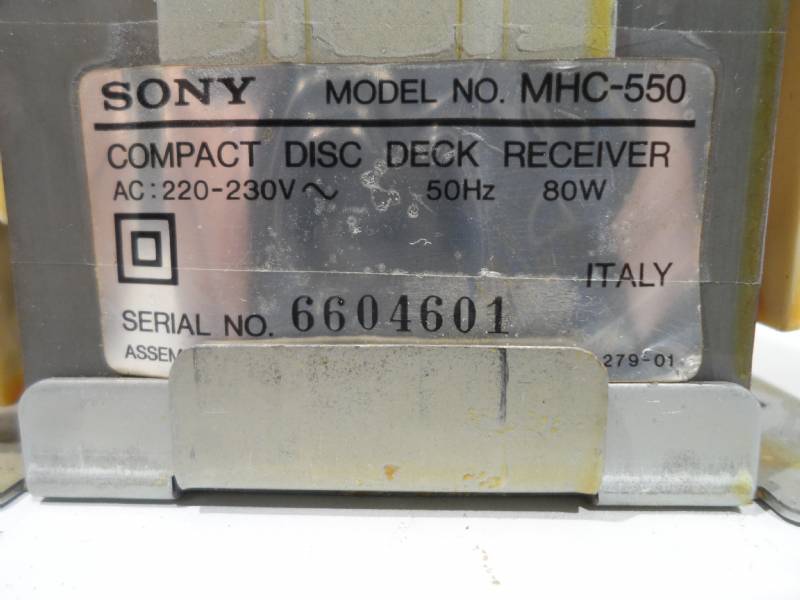 SONY MODEL NO. MHC-550
COMPACT DISC DECK RECEIVER
AC: 220-230V ~ 50Hz 80W
ITALY
SERIAL NO. 6604601
279-01